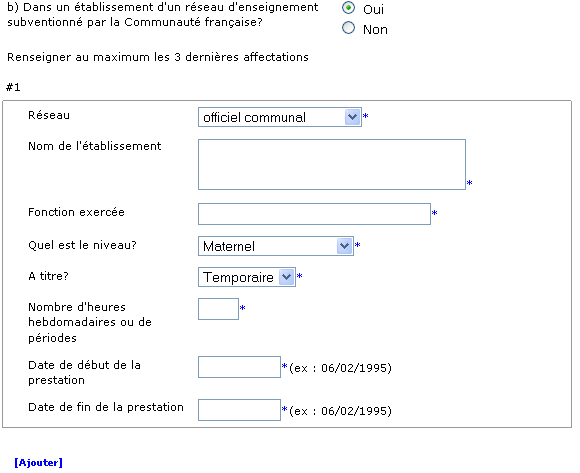 b) Dans un établissement d'un réseau d'enseignement
subventionné par la Communauté française?
Oui
Non
Renseigner au maximum les 3 dernières affectations
#1
Réseau
officiel communal
*
Nom de l'établissement
*
Fonction exercée
*
Quel est le niveau?
Maternel
*
A titre?
Temporaire
*
Nombre d'heures
hebdomadaires ou de
périodes
*
Date de début de la
prestation
*(ex : 06/02/1995)
Date de fin de la prestation
*(ex : 06/02/1995)
[Ajouter]